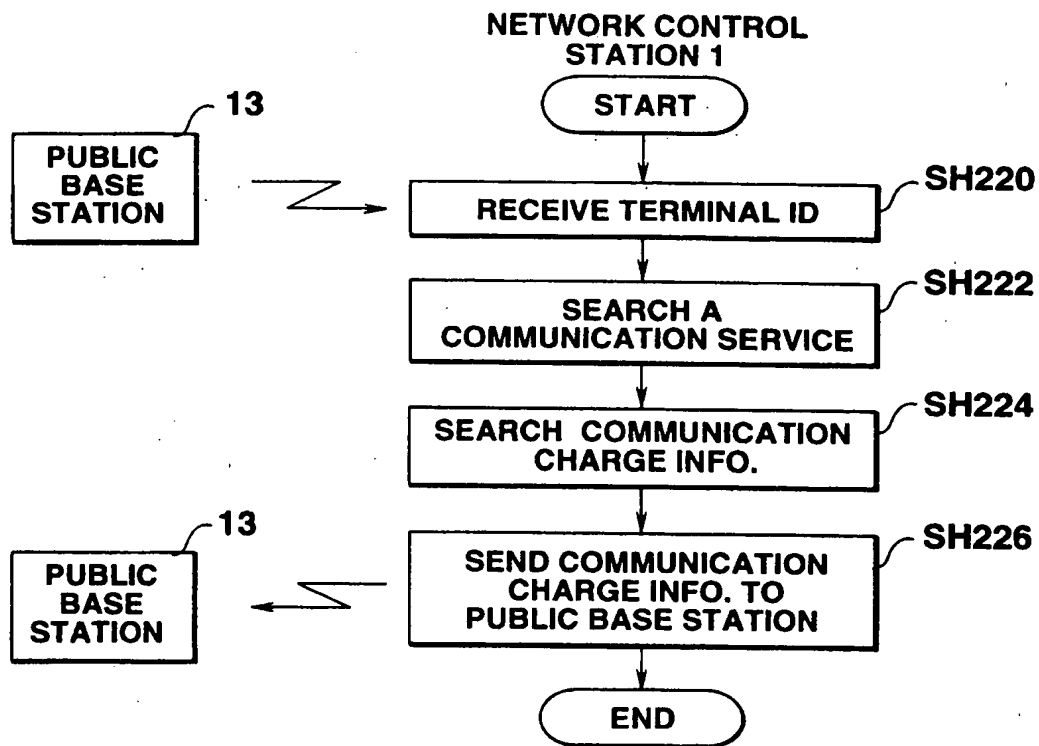 NETWORK CONTROL
STATION 1
START
13
PUBLIC
BASE
STATION
SH220
RECEIVE TERMINAL ID
SH222
SEARCH A
COMMUNICATION SERVICE
SH224
SEARCH COMMUNICATION
CHARGE INFO.
SH226
SEND COMMUNICATION
CHARGE INFO. TO
PUBLIC BASE STATION
13
PUBLIC
BASE
STATION
END